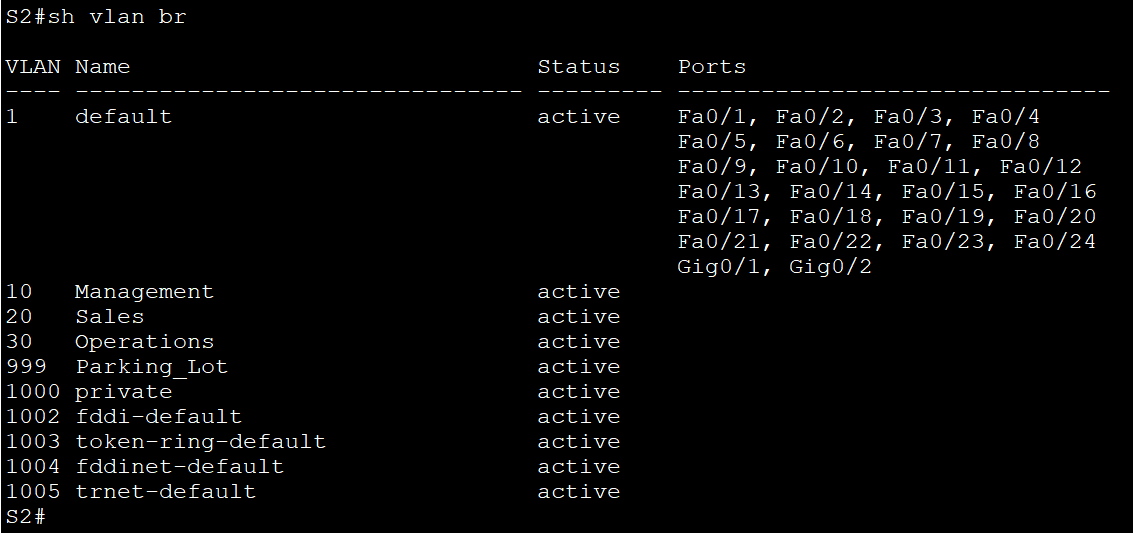 S2#sh vlan br
VLAN Name                             Status    Ports
---- -------------------------------- --------- -------------------------------
1    default                          active    Fa0/1, Fa0/2, Fa0/3, Fa0/4
                                                Fa0/5, Fa0/6, Fa0/7, Fa0/8
                                                Fa0/9, Fa0/10, Fa0/11, Fa0/12
                                                Fa0/13, Fa0/14, Fa0/15, Fa0/16
                                                Fa0/17, Fa0/18, Fa0/19, Fa0/20
                                                Fa0/21, Fa0/22, Fa0/23, Fa0/24
                                                Gig0/1, Gig0/2
10   Management                       active
20   Sales                            active
30   Operations                       active
999  Parking_Lot                      active
1000 private                          active
1002 fddi-default                     active
1003 token-ring-default               active
1004 fddinet-default                  active
1005 trnet-default                    active
S2#